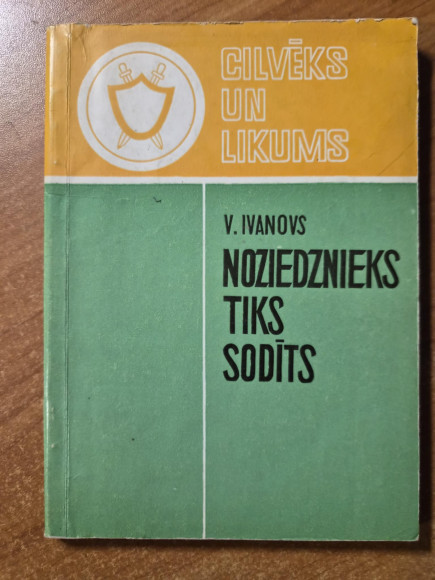 CILVĒKS
UN
LIKUMS
V. IVANOVS
NOZIEDZNIEKS
TIKS
SODĪTS